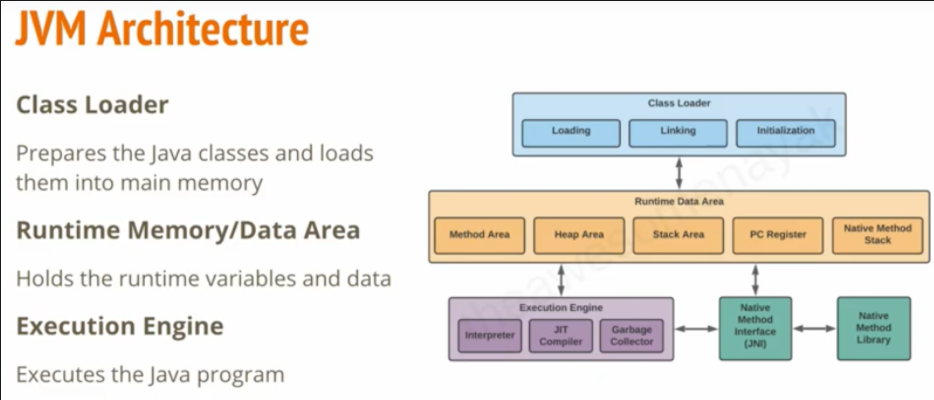 JVM Architecture
Class Loader
Prepares the Java classes and loads
them into main memory
Runtime Memory/Data Area
Holds the runtime variables and data
Execution Engine
Executes the Java program
Class Loader
Loading
Linking
Initialization
Runtime Data Area
Method Area
Heap Area
Stack Area
PC Register
Native Method
Stack
Execution Engine
Interpreter
JIT
Compiler
Garbage
Collector
Native
Method
Interface
(JNI)
Native
Method
Library